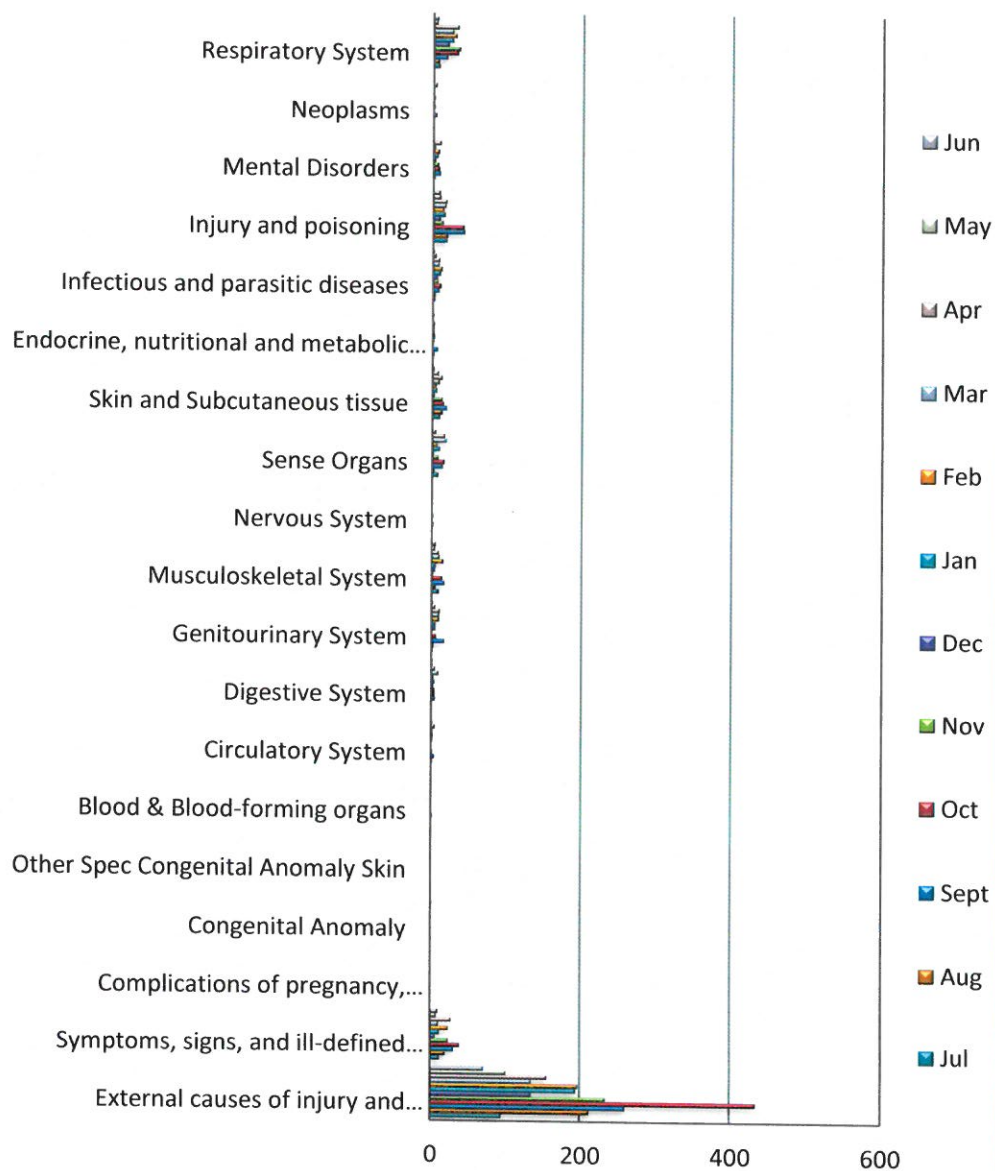 Respiratory System
Neoplasms
Mental Disorders
Injury and poisoning
Infectious and parasitic diseases
Endocrine, nutritional and metabolic...
Skin and Subcutaneous tissue
Sense Organs
Nervous System
Musculoskeletal System
Genitourinary System
Digestive System
Circulatory System
Blood & Blood-forming organs
Other Spec Congenital Anomaly Skin
Congenital Anomaly
Complications of pregnancy,...
Symptoms, signs, and ill-defined...
External causes of injury and...
0 200 400 600
Jun
May
Apr
Mar
Feb
Jan
Dec
Nov
Oct
Sept
Aug
Jul